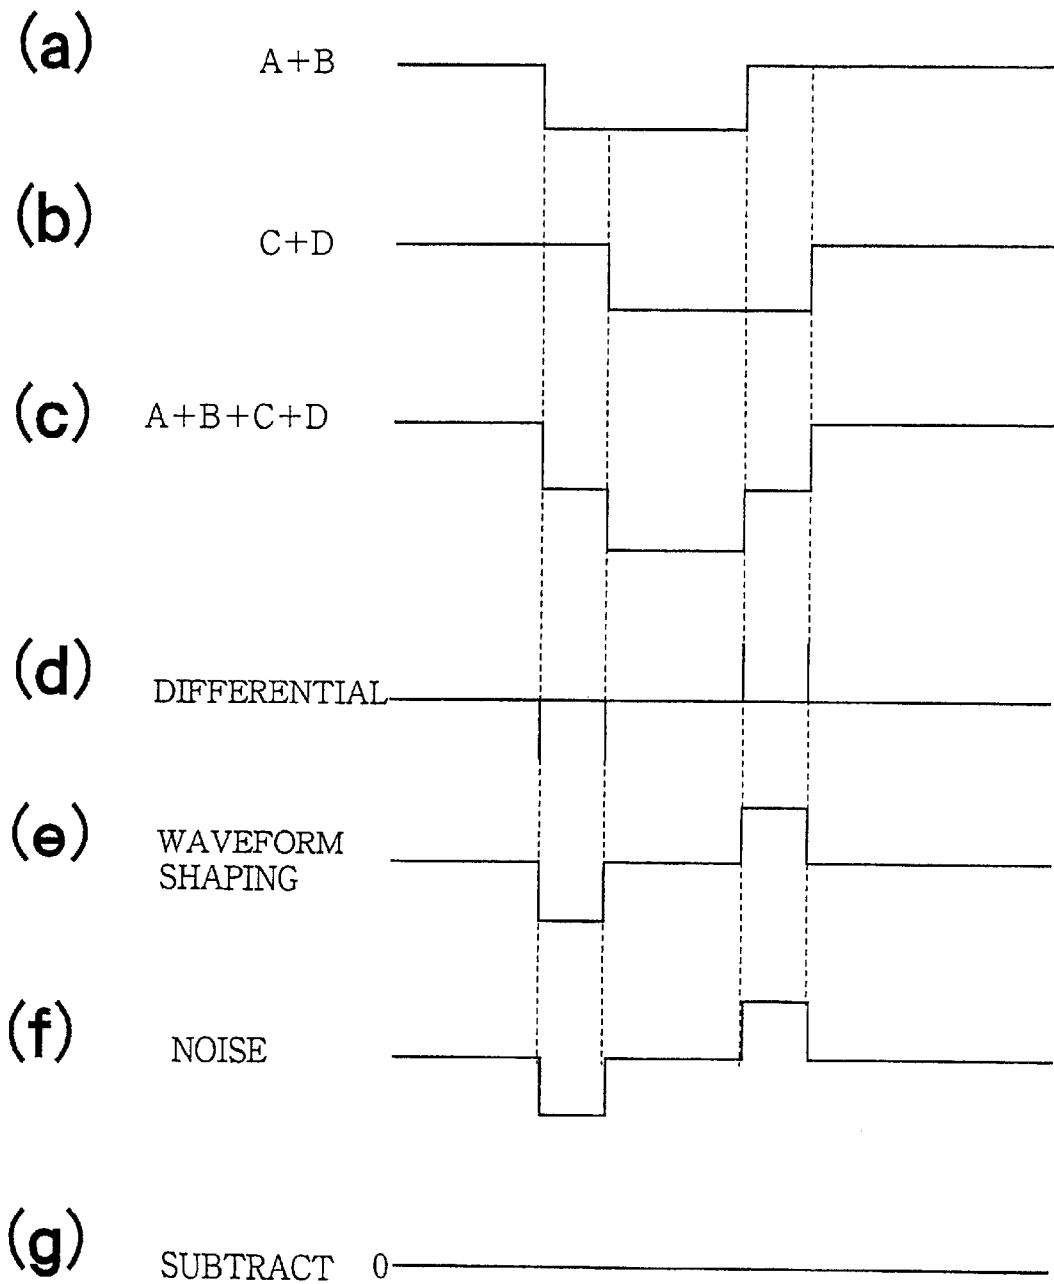 (a) A+B
(b) C+D
(c) A+B+C+D
(d) DIFFERENTIAL
(e) WAVEFORM
SHAPING
(f) NOISE
(g) SUBTRACT 0